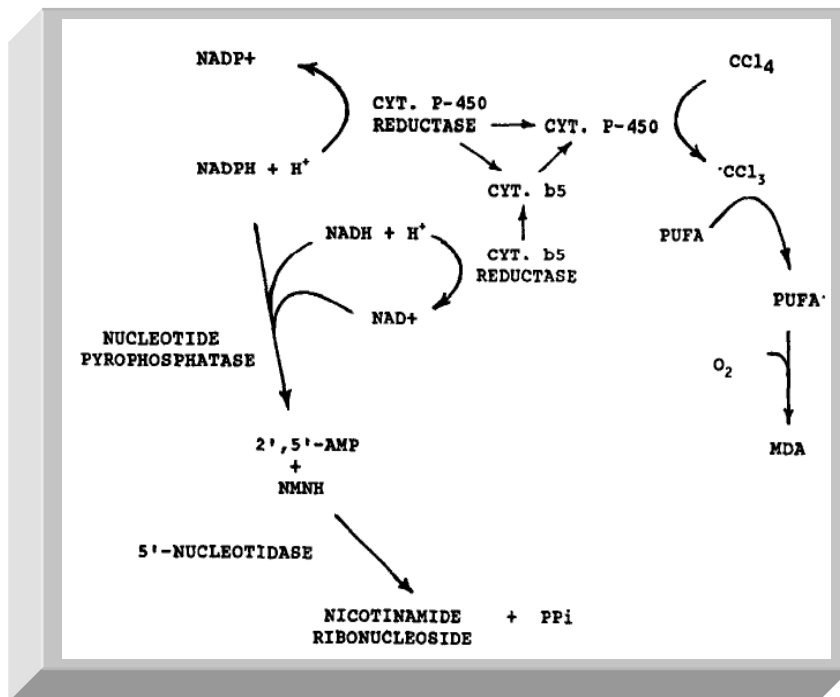 NADP+
CCl4
CYT. P-450
REDUCTASE
CYT. P-450
NADPH + H+
·CCl3
CYT. b5
NADH + H+
PUFA
CYT. b5
REDUCTASE
PUFA·
NAD+
NUCLEOTIDE
PYROPHOSPHATASE
O2
2',5'-AMP
+
NMNH
MDA
5'-NUCLEOTIDASE
NICOTINAMIDE + PPi
RIBONUCLEOSIDE